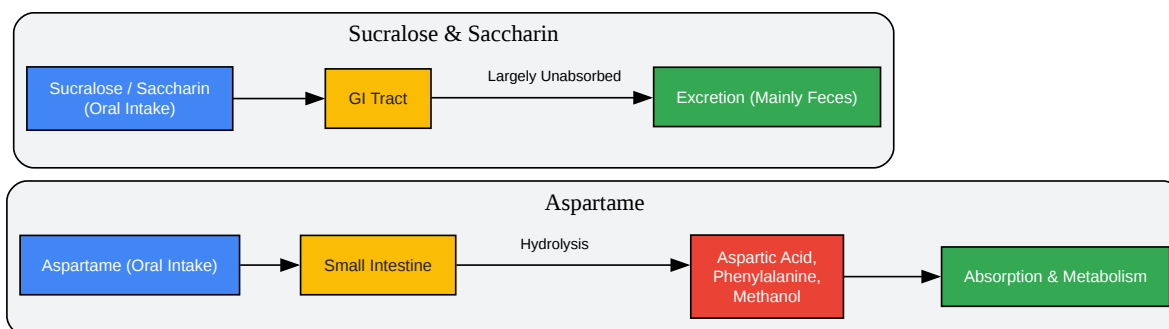 Sucralose & Saccharin
Sucralose / Saccharin
(Oral Intake)
GI Tract
Largely Unabsorbed
Excretion (Mainly Feces)
Aspartame
Aspartame (Oral Intake)
Small Intestine
Hydrolysis
Aspartic Acid,
Phenylalanine,
Methanol
Absorption & Metabolism